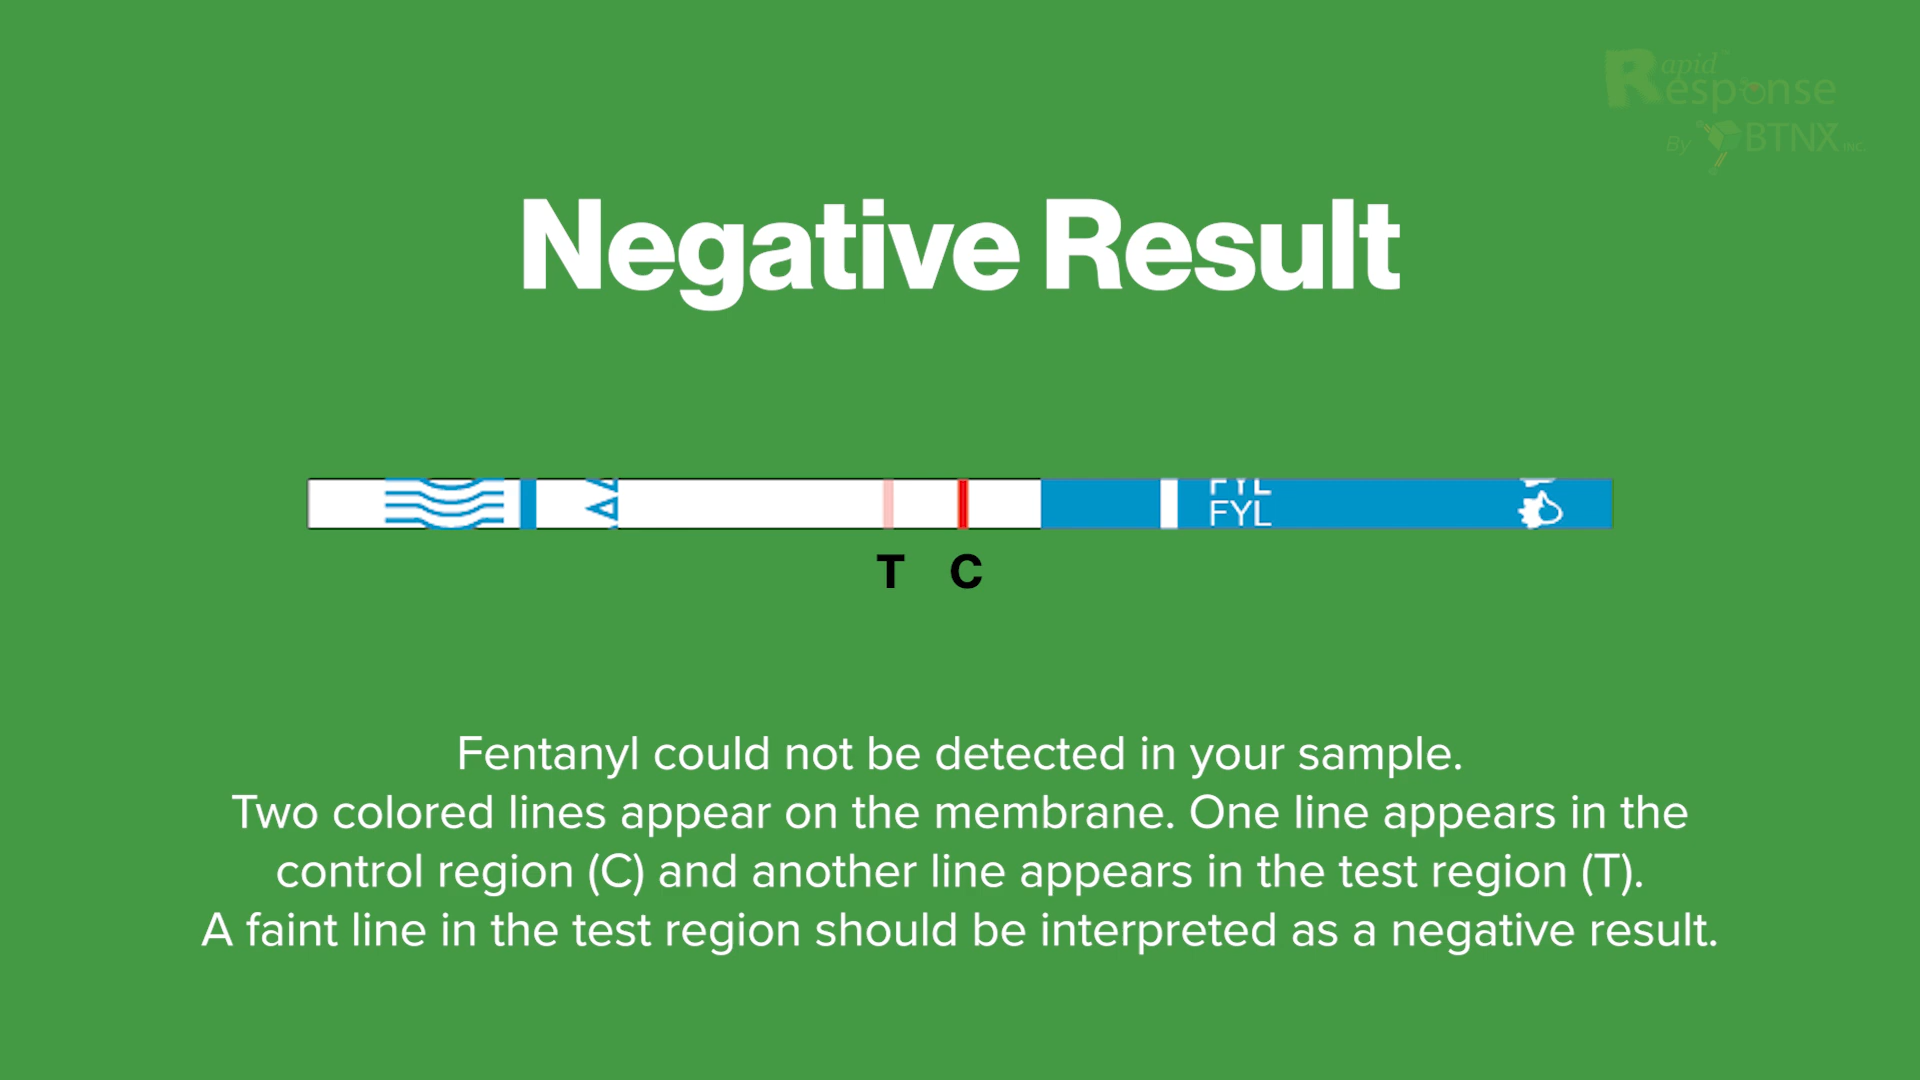 Rapid™
Response
By BTNX INC.
Negative Result
FYL
FYL
T C
Fentanyl could not be detected in your sample.
Two colored lines appear on the membrane. One line appears in the
control region (C) and another line appears in the test region (T).
A faint line in the test region should be interpreted as a negative result.